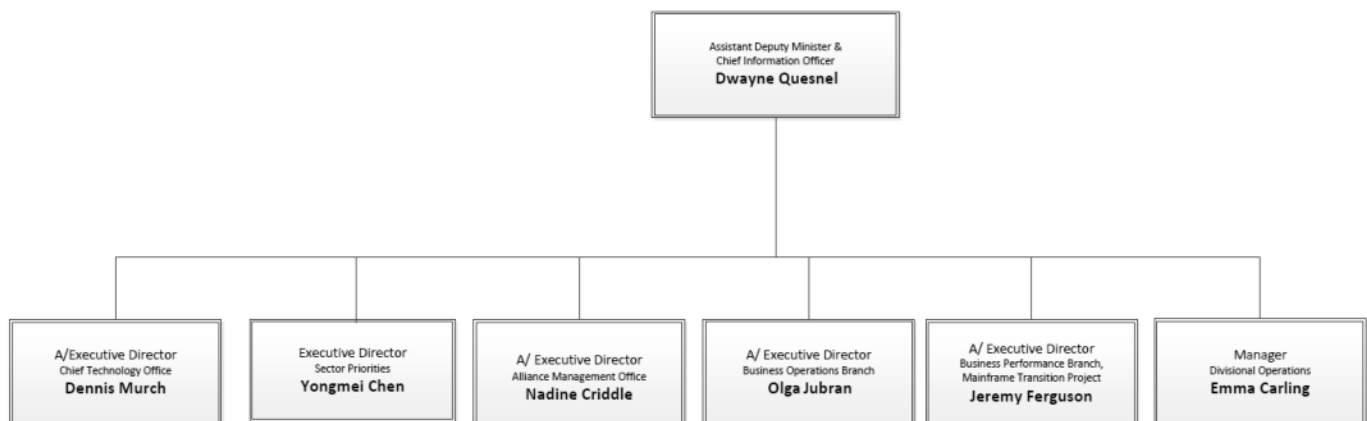 Assistant Deputy Minister &
Chief Information Officer
Dwayne Quesnel
A/Executive Director
Chief Technology Office
Dennis Murch
Executive Director
Sector Priorities
Yongmei Chen
A/ Executive Director
Alliance Management Office
Nadine Criddle
A/ Executive Director
Business Operations Branch
Olga Jubran
A/ Executive Director
Business Performance Branch,
Mainframe Transition Project
Jeremy Ferguson
Manager
Divisional Operations
Emma Carling